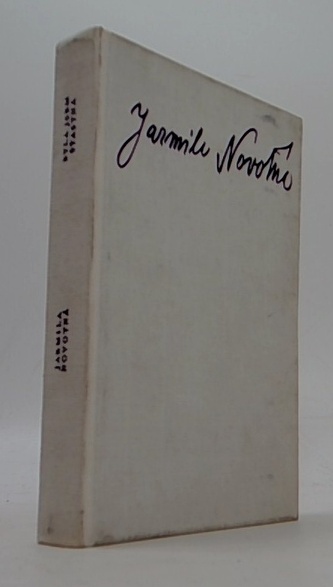 Jarmila Novotná
BYLA JSEM
ŠŤASTNÁ
JARMILA
NOVOTNÁ